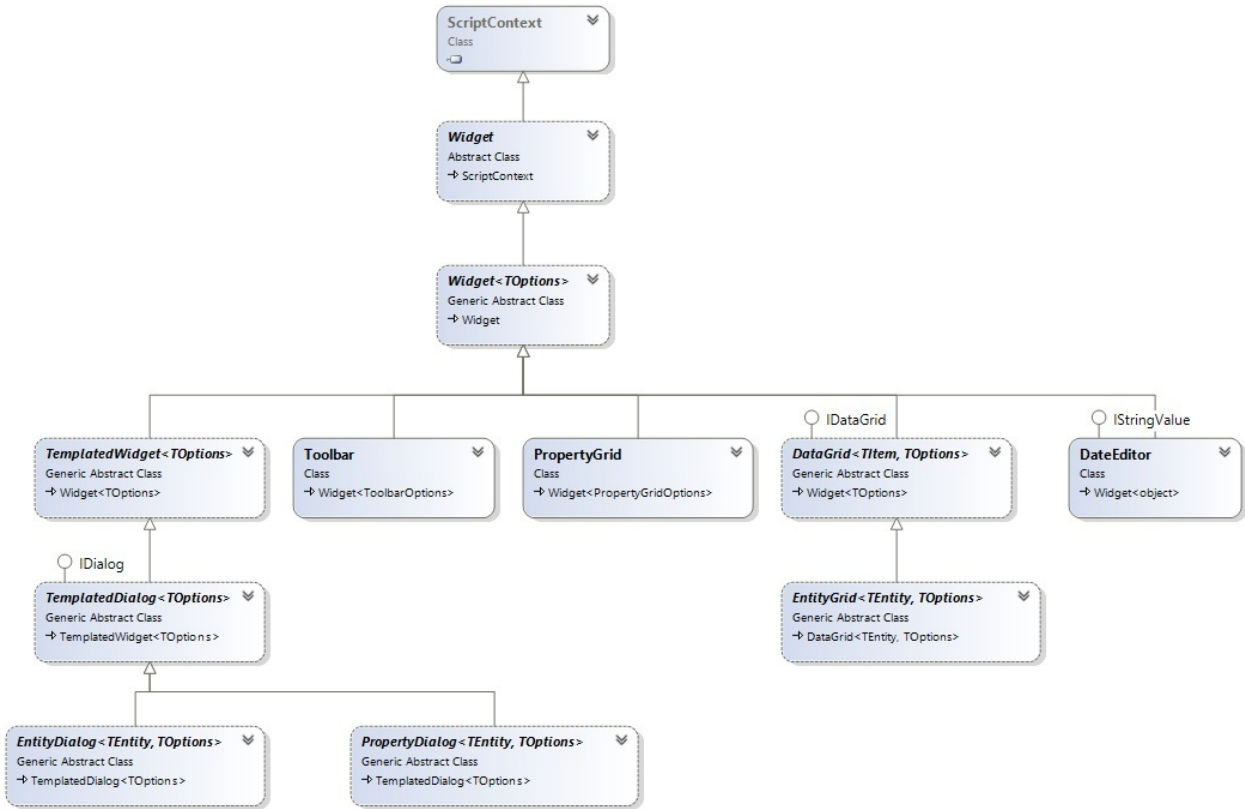 ScriptContext
Class
Widget
Abstract Class
ScriptContext
Widget<TOptions>
Generic Abstract Class
Widget
IDataGrid
IStringValue
TemplatedWidget<TOptions>
Generic Abstract Class
Widget<TOptions>
Toolbar
Class
Widget<ToolbarOptions>
PropertyGrid
Class
Widget<PropertyGridOptions>
DataGrid<TItem, TOptions>
Generic Abstract Class
Widget<TOptions>
DateEditor
Class
Widget<object>
IDialog
TemplatedDialog<TOptions>
Generic Abstract Class
TemplatedWidget<TOptions>
EntityGrid<TEntity, TOptions>
Generic Abstract Class
DataGrid<TEntity, TOptions>
EntityDialog<TEntity, TOptions>
Generic Abstract Class
TemplatedDialog<TOptions>
PropertyDialog<TEntity, TOptions>
Generic Abstract Class
TemplatedDialog<TOptions>